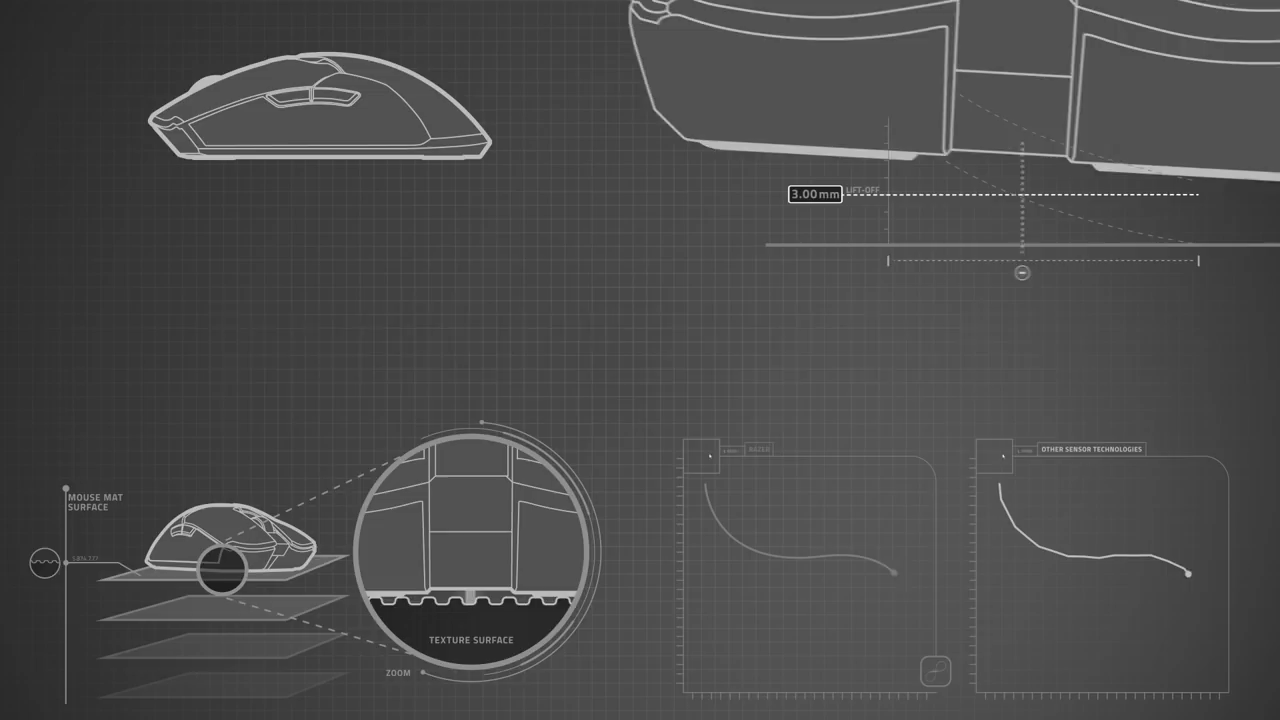 3.00mm
LIFT-OFF
RAZER
OTHER SENSOR TECHNOLOGIES
MOUSE MAT
SURFACE
TEXTURE SURFACE
ZOOM